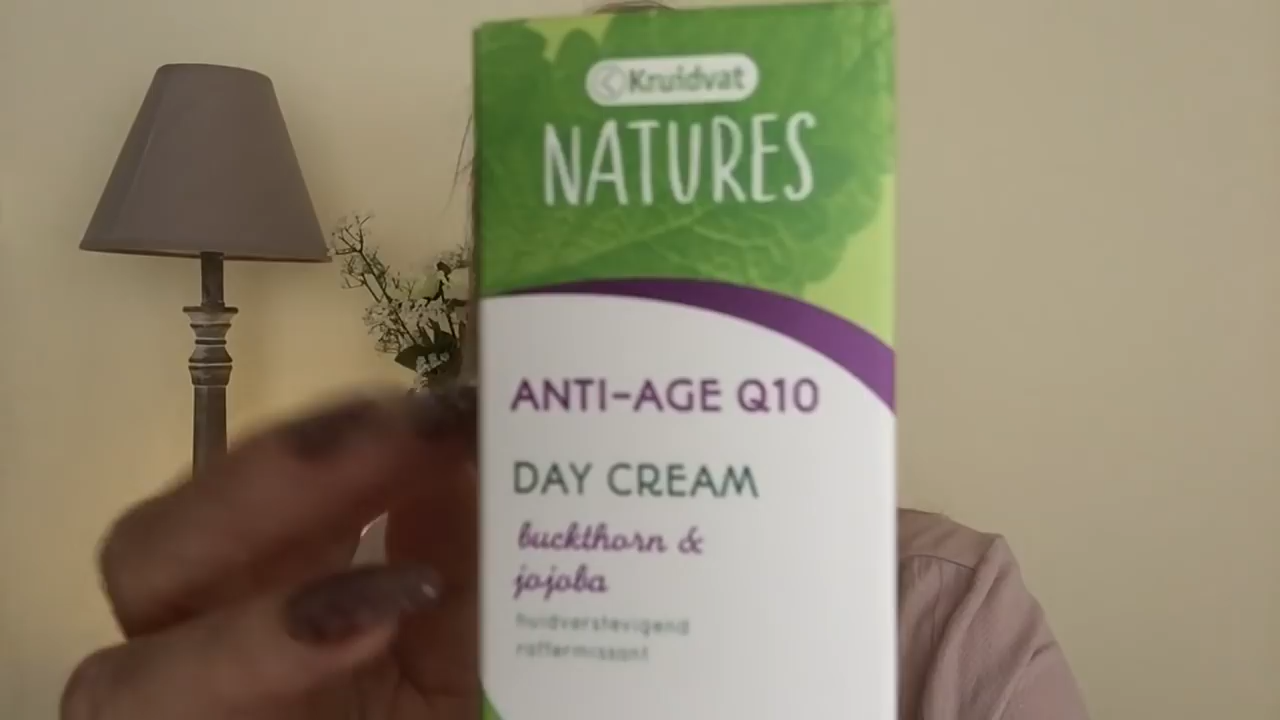 Kruidvat
NATURES
ANTI-AGE Q10
DAY CREAM
buckthorn &
jojoba
huidverstevigend
raffermissant